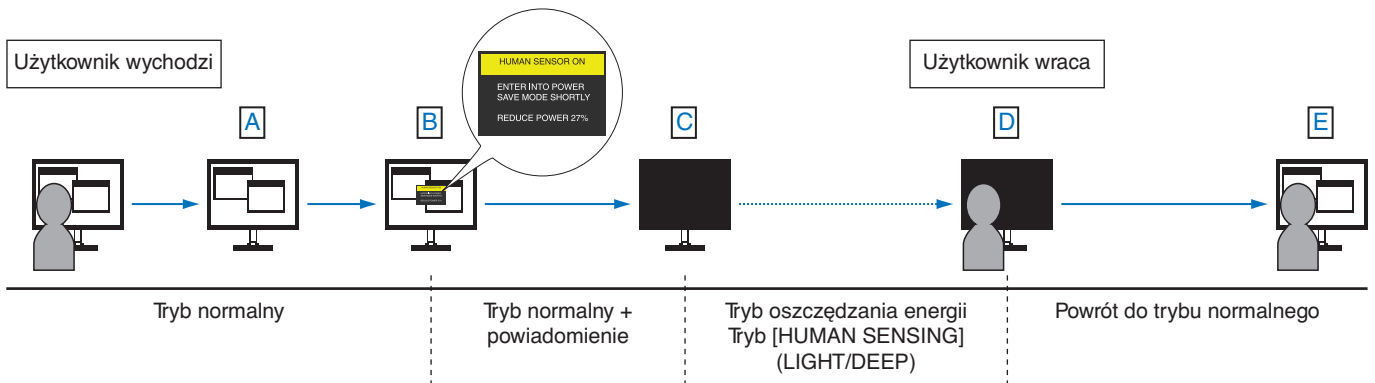 Użytkownik wychodzi
HUMAN SENSOR ON
ENTER INTO POWER
SAVE MODE SHORTLY
REDUCE POWER 27%
Użytkownik wraca
A
B
C
D
E
Tryb normalny
Tryb normalny +
powiadomienie
Tryb oszczędzania energii
Tryb [HUMAN SENSING]
(LIGHT/DEEP)
Powrót do trybu normalnego